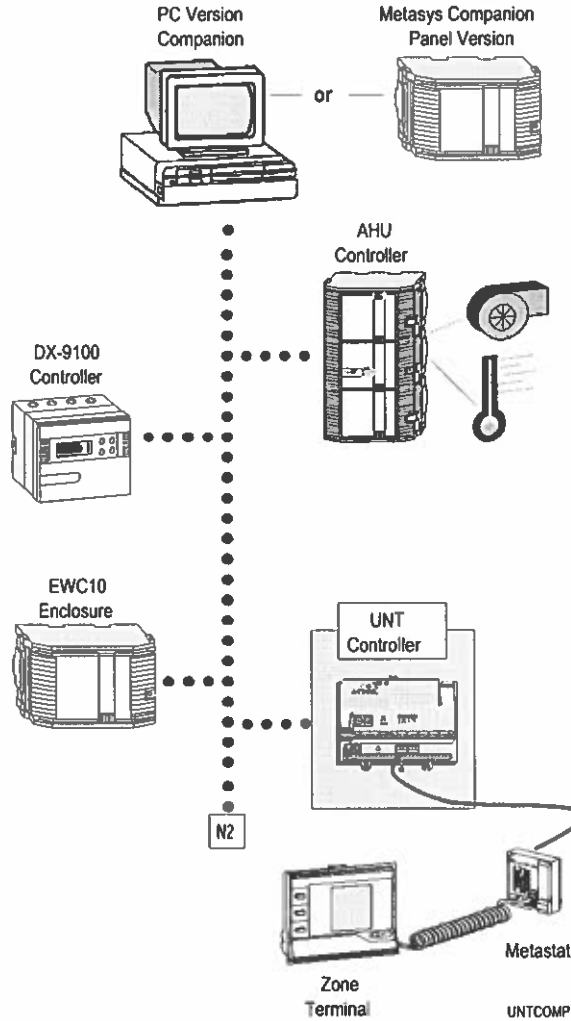 PC Version
Companion
Metasys Companion
Panel Version
or
AHU
Controller
DX-9100
Controller
EWC10
Enclosure
UNT
Controller
N2
Metastat
Zone
Terminal
UNTCOMP